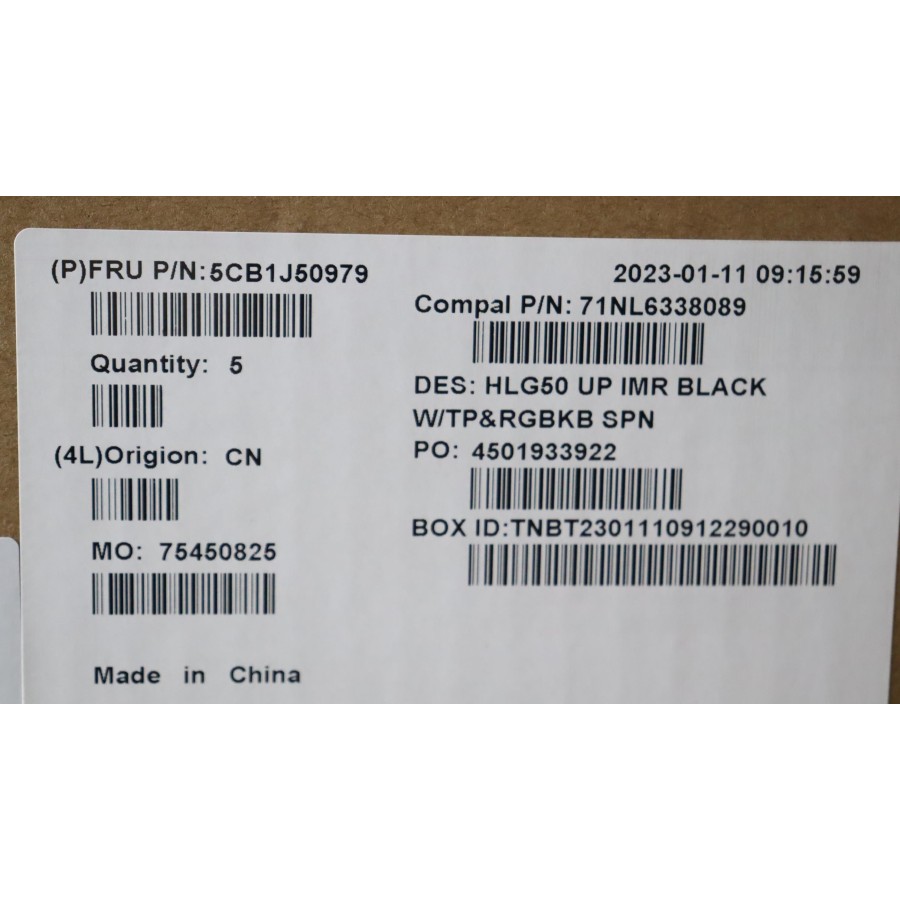 (P)FRU P/N:5CB1J50979
2023-01-11 09:15:59
Compal P/N: 71NL6338089
Quantity: 5
DES: HLG50 UP IMR BLACK
W/TP&RGBKB SPN
(4L)Origion: CN
PO: 4501933922
MO: 75450825
BOX ID:TNBT2301110912290010
Made in China